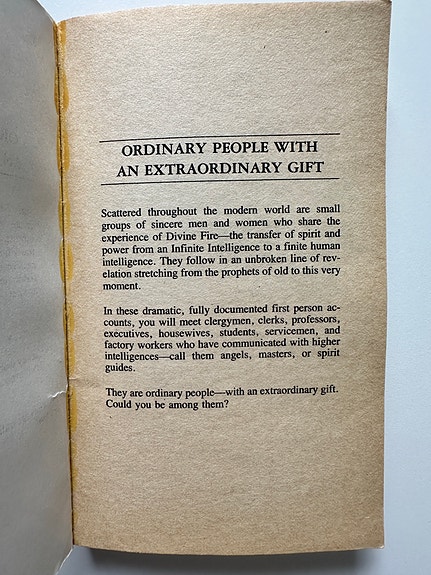 ORDINARY PEOPLE WITH
AN EXTRAORDINARY GIFT
Scattered throughout the modern world are small
groups of sincere men and women who share the
experience of Divine Fire—the transfer of spirit and
power from an Infinite Intelligence to a finite human
intelligence. They follow in an unbroken line of rev-
elation stretching from the prophets of old to this very
moment.
In these dramatic, fully documented first person ac-
counts, you will meet clergymen, clerks, professors,
executives, housewives, students, servicemen, and
factory workers who have communicated with higher
intelligences—call them angels, masters, or spirit
guides.
They are ordinary people—with an extraordinary gift.
Could you be among them?